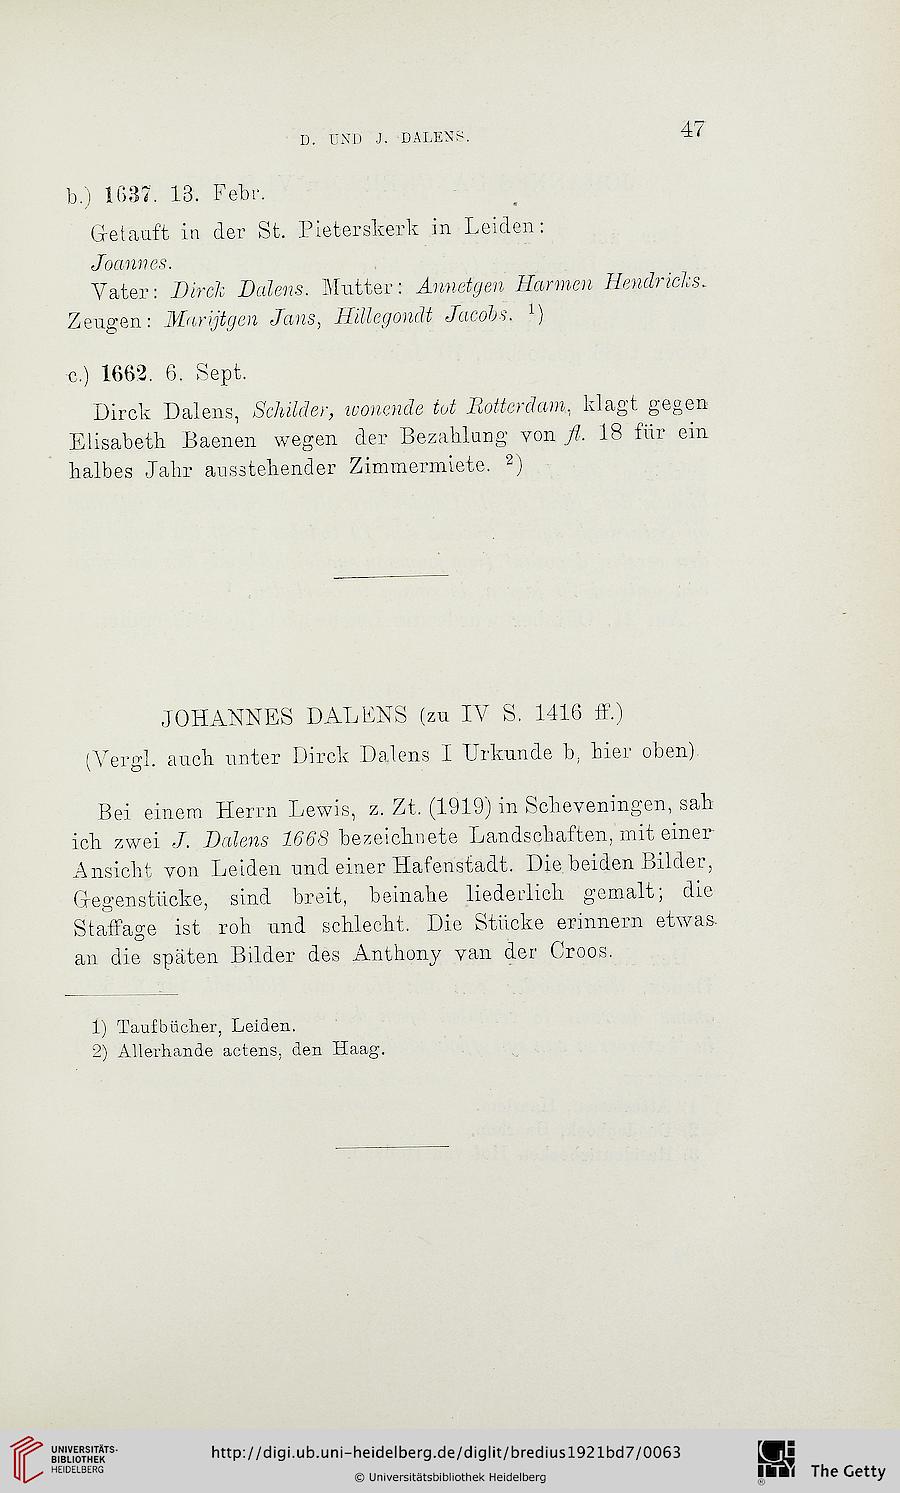 D. UND J. DALENS.
47
b.) 1637. 13. Febr.
Getauft in der St. Pieterskerk in Leiden:
Joannes.
Vater: Dirck Dalens. Mutter: Annetgen Harmen Hendricks.
Zeugen: Marijtgen Jans, Hillegondt Jacobs. ¹)
c.) 1662. 6. Sept.
Dirck Dalens, Schilder, wonende tot Rotterdam, klagt gegen
Elisabeth Baenen wegen der Bezahlung von fl. 18 für ein
halbes Jahr ausstehender Zimmermiete. ²)
JOHANNES DALENS (zu IV S. 1416 ff.)
(Vergl. auch unter Dirck Dalens I Urkunde b, hier oben)
Bei einem Herrn Lewis, z. Zt. (1919) in Scheveningen, sah
ich zwei J. Dalens 1668 bezeichnete Landschaften, mit einer
Ansicht von Leiden und einer Hafenstadt. Die beiden Bilder,
Gegenstücke, sind breit, beinahe liederlich gemalt; die
Staffage ist roh und schlecht. Die Stücke erinnern etwas
an die späten Bilder des Anthony van der Croos.
1) Taufbücher, Leiden.
2) Allerhande actens, den Haag.
UNIVERSITÄTS-
BIBLIOTHEK
HEIDELBERG
http://digi.ub.uni-heidelberg.de/diglit/bredius1921bd7/0063
© Universitätsbibliothek Heidelberg
The Getty